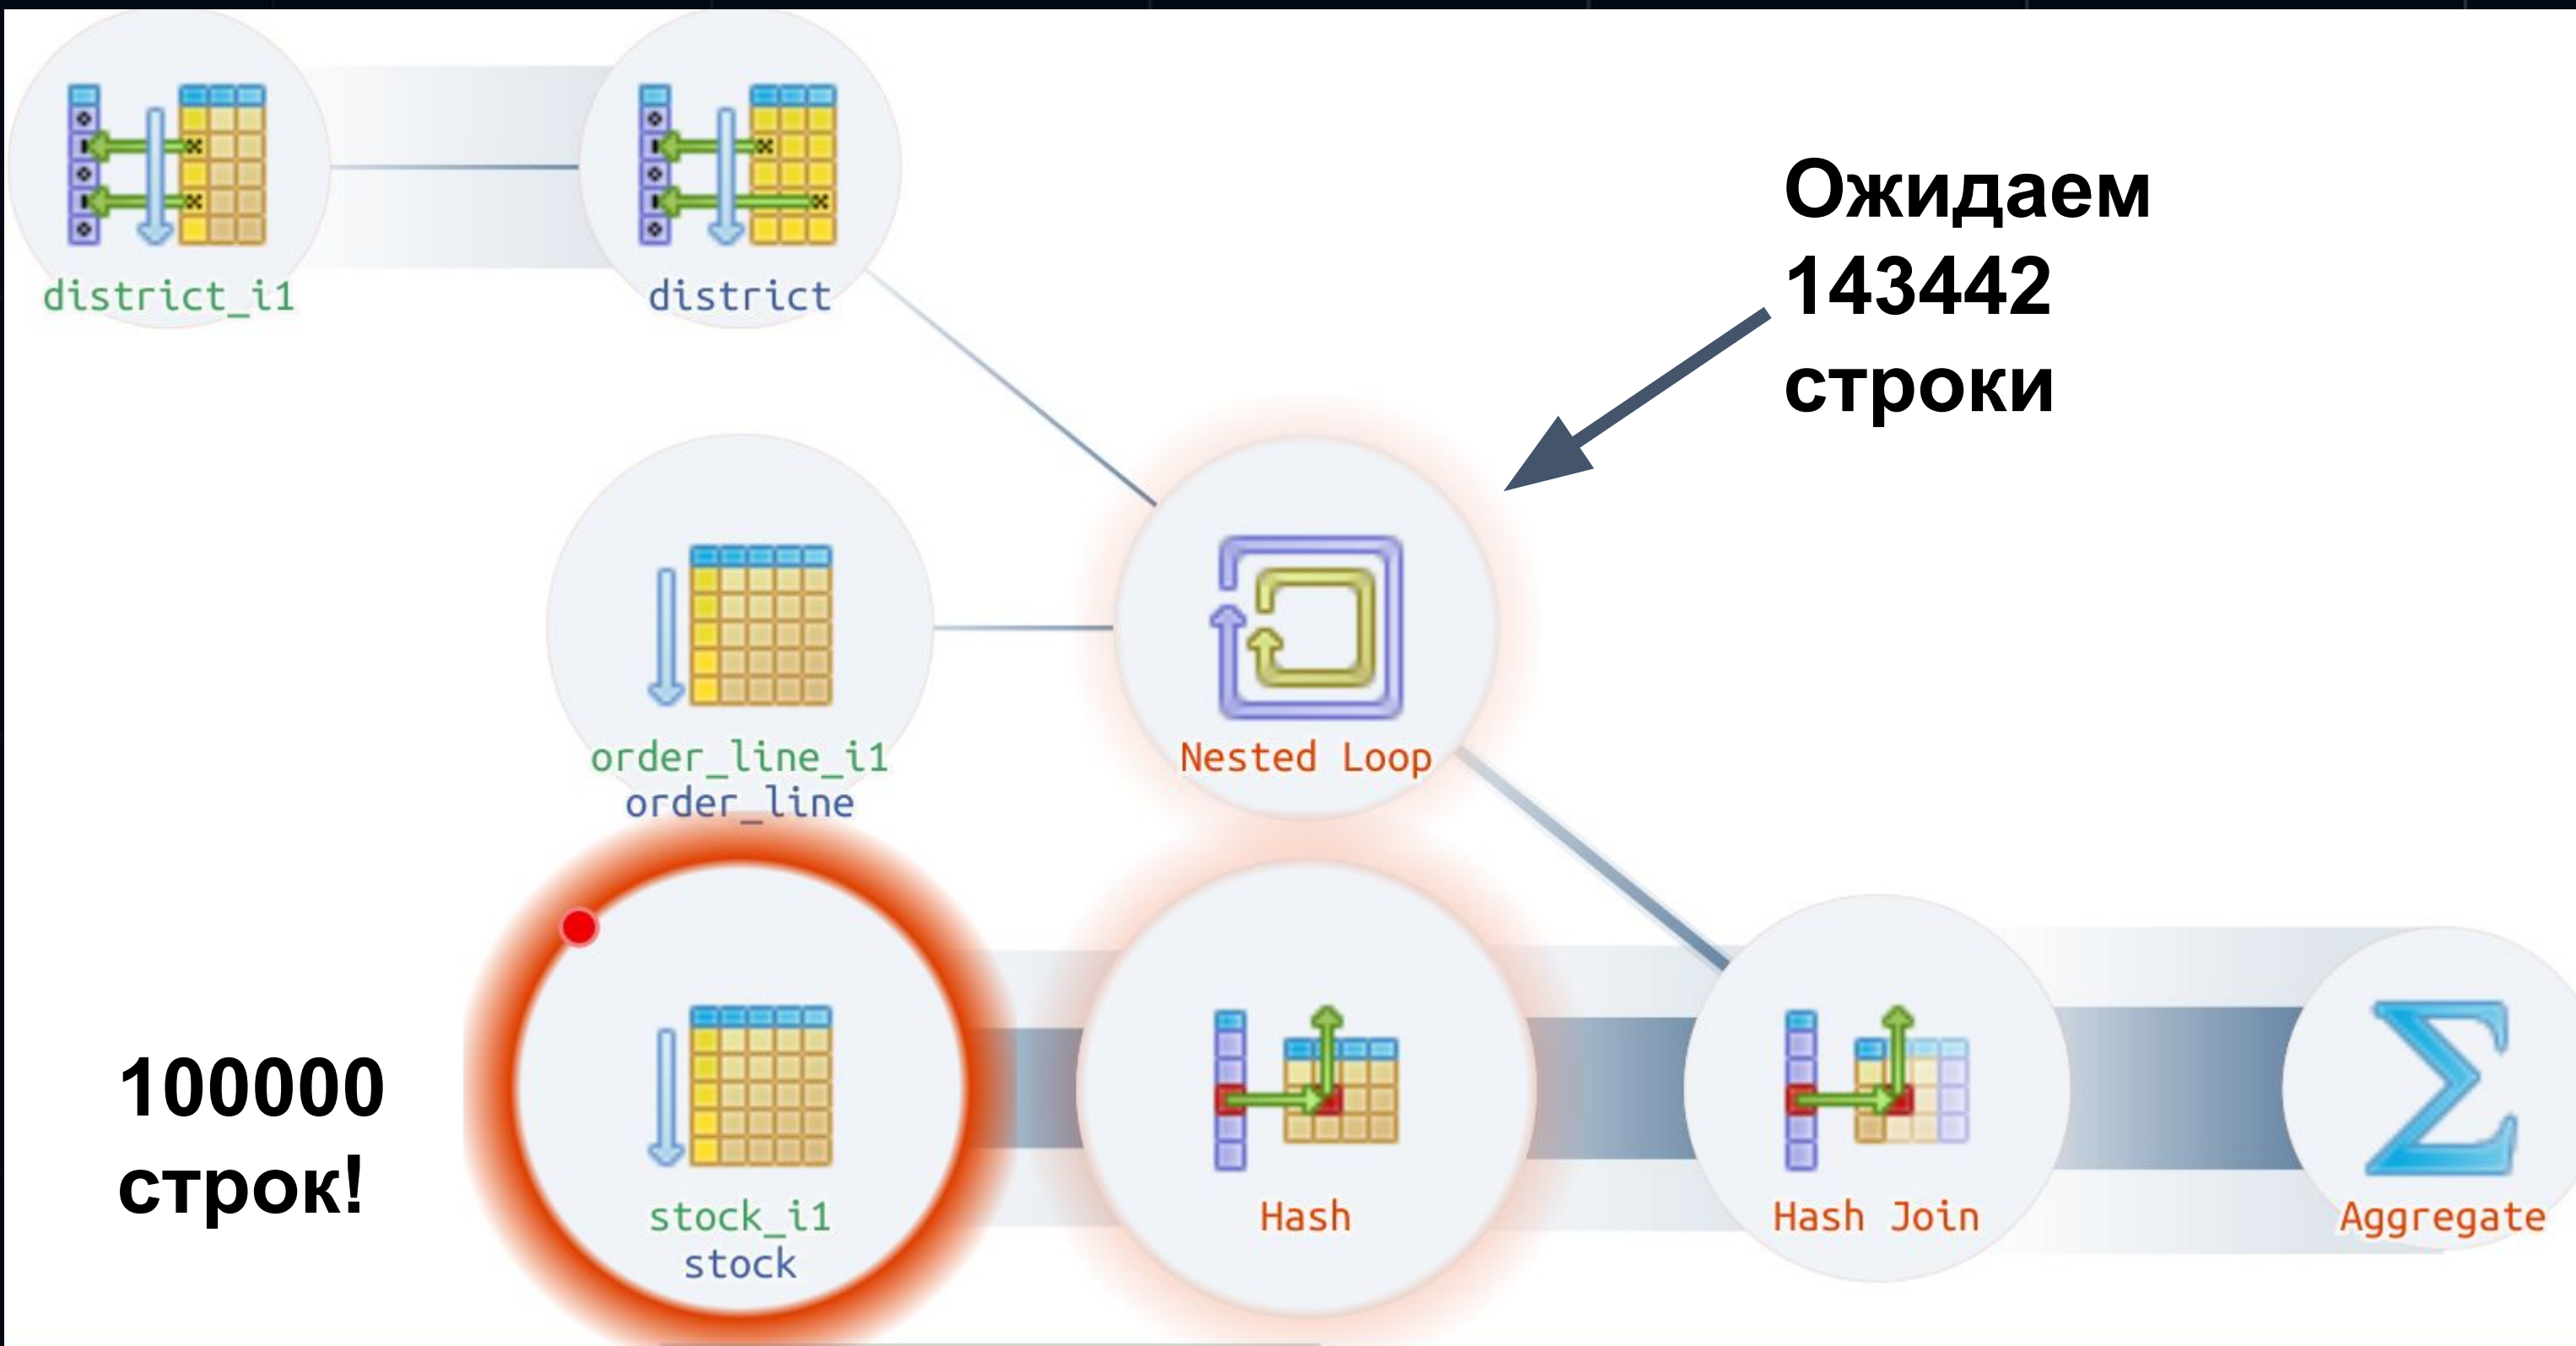 district_i1
district
Ожидаем
143442
строки
order_line_i1
order_line
Nested Loop
100000
строк!
stock_i1
stock
Hash
Hash Join
Aggregate